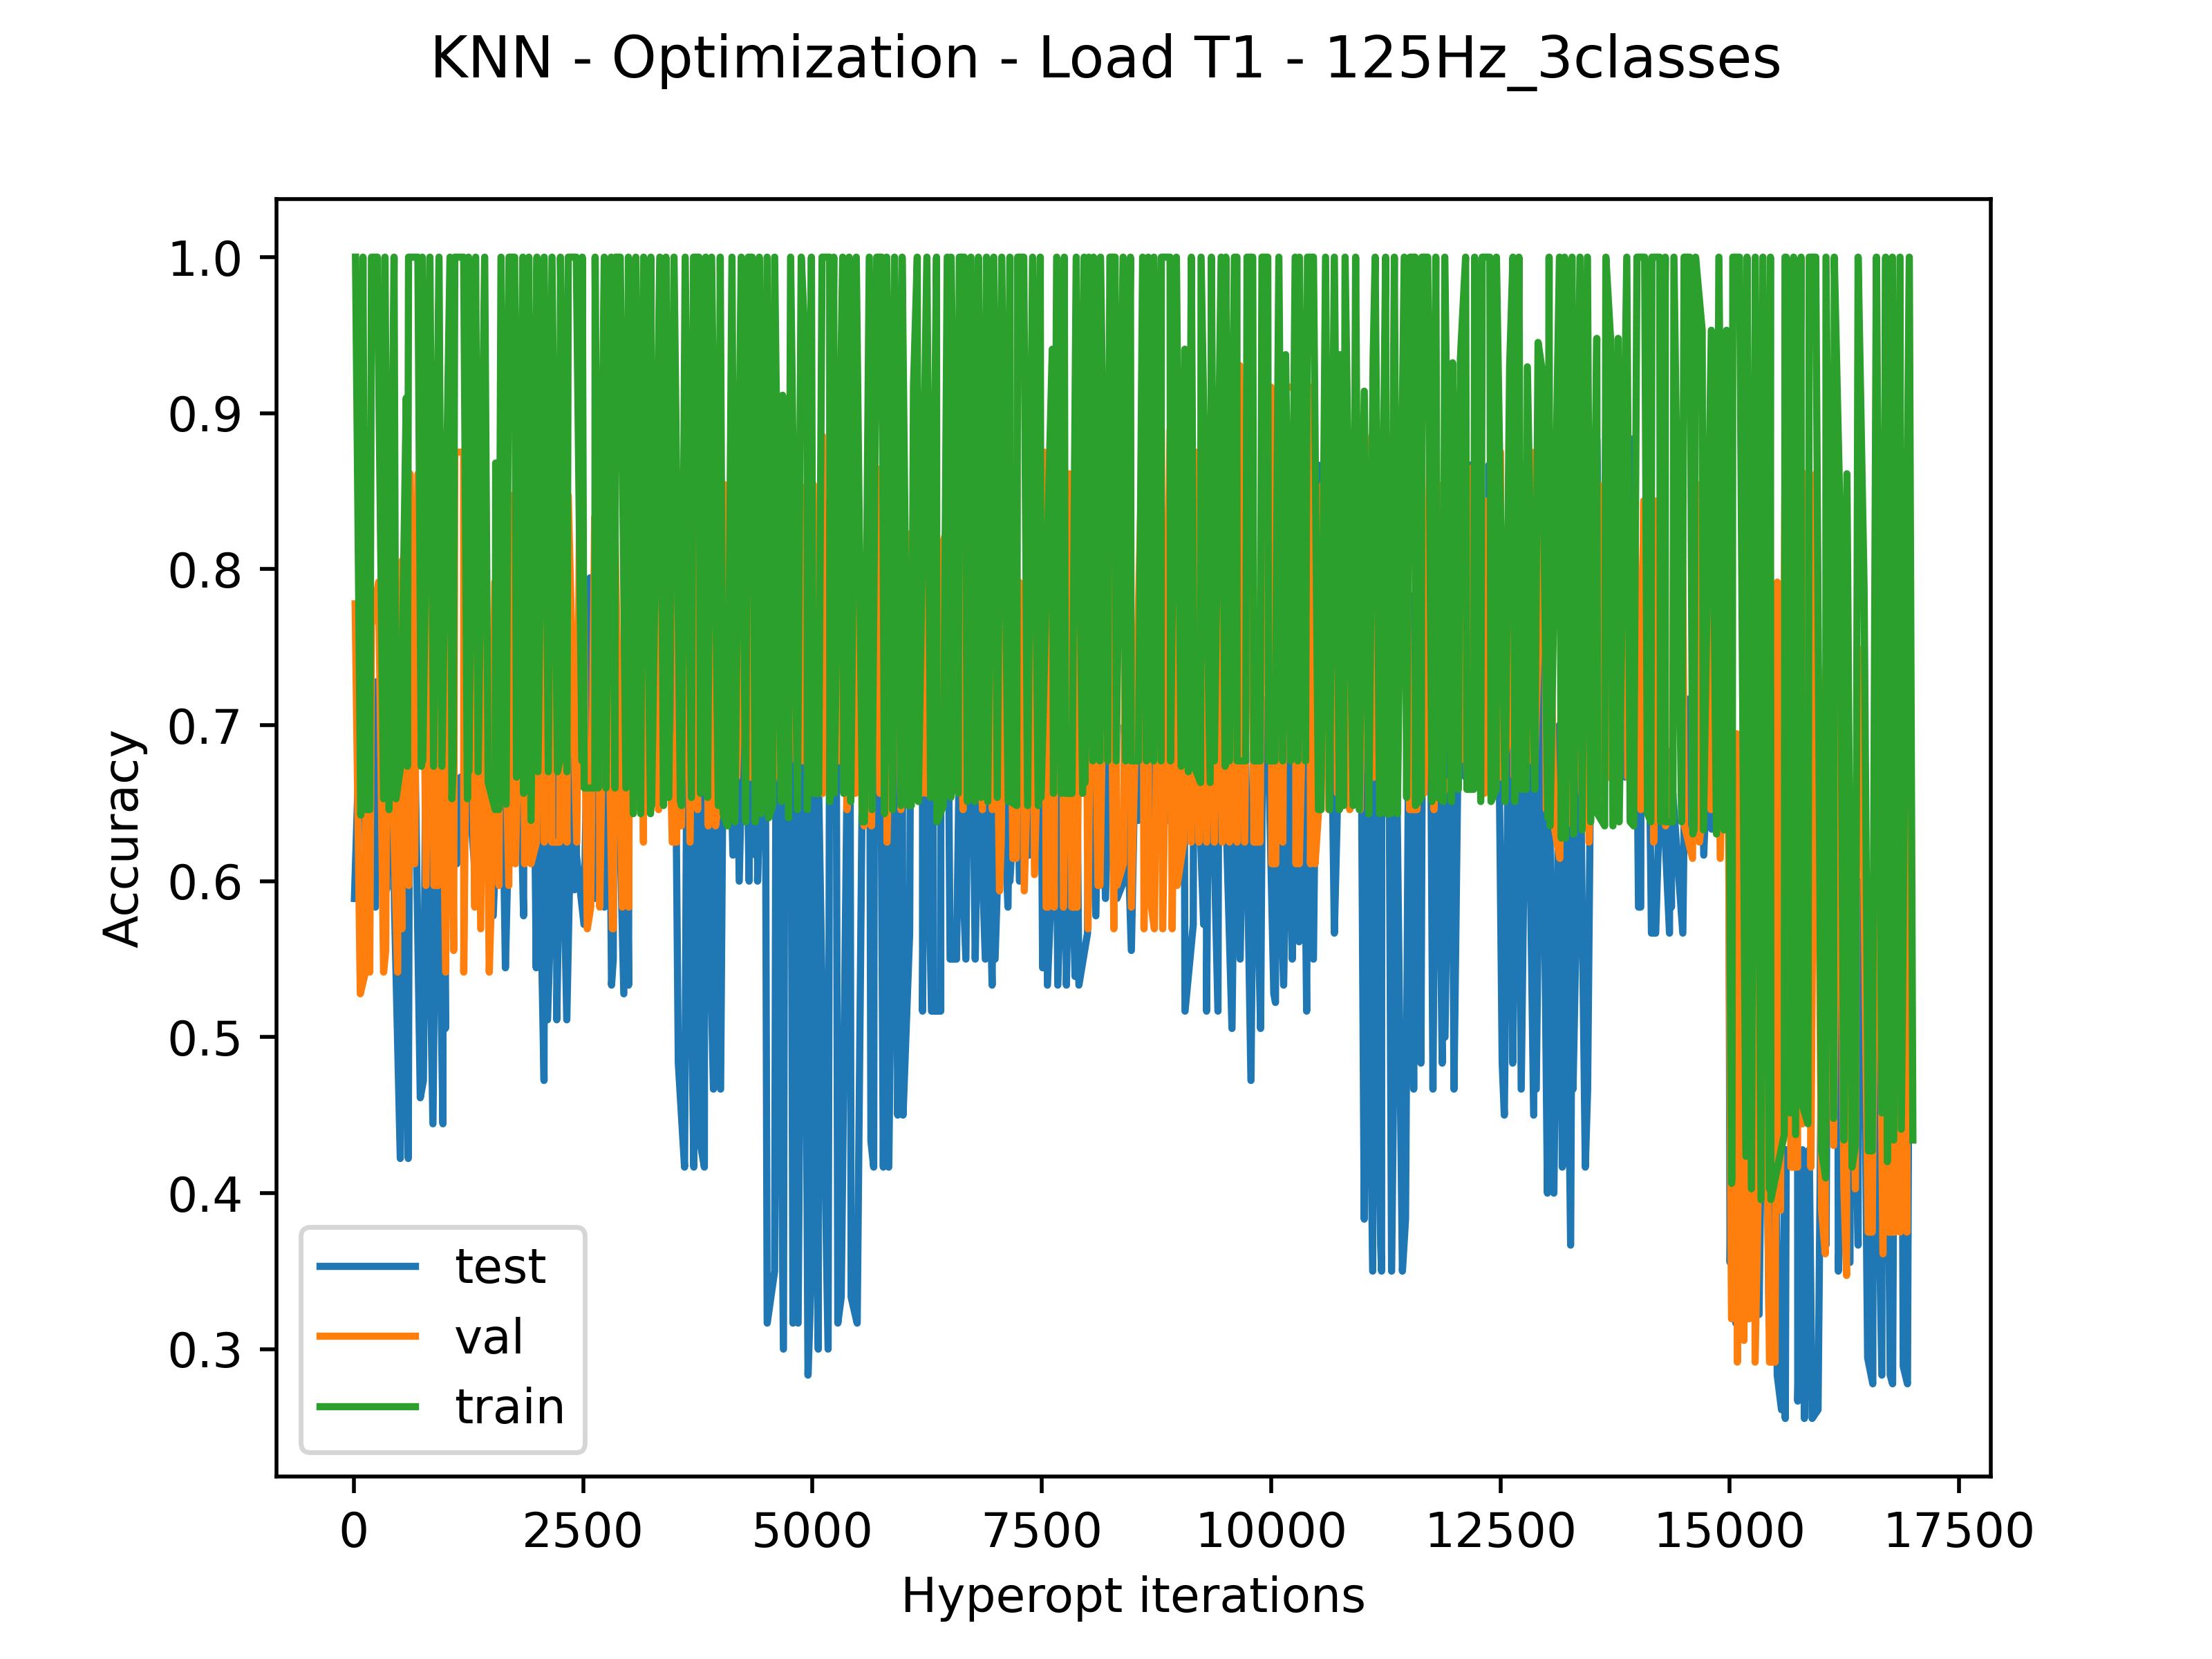 KNN - Optimization - Load T1 - 125Hz_3classes
1.0
0.9
0.8
0.7
0.6
0.5
0.4
0.3
Accuracy
test
val
train
0 2500 5000 7500 10000 12500 15000 17500
Hyperopt iterations